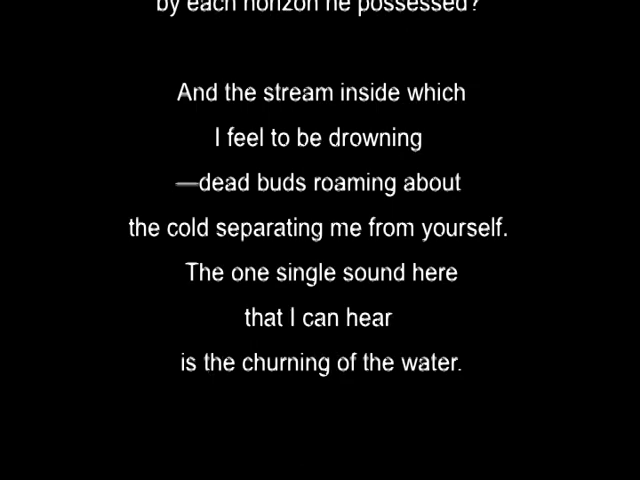 by each horizon he possessed?
And the stream inside which
I feel to be drowning
—dead buds roaming about
the cold separating me from yourself.
The one single sound here
that I can hear
is the churning of the water.